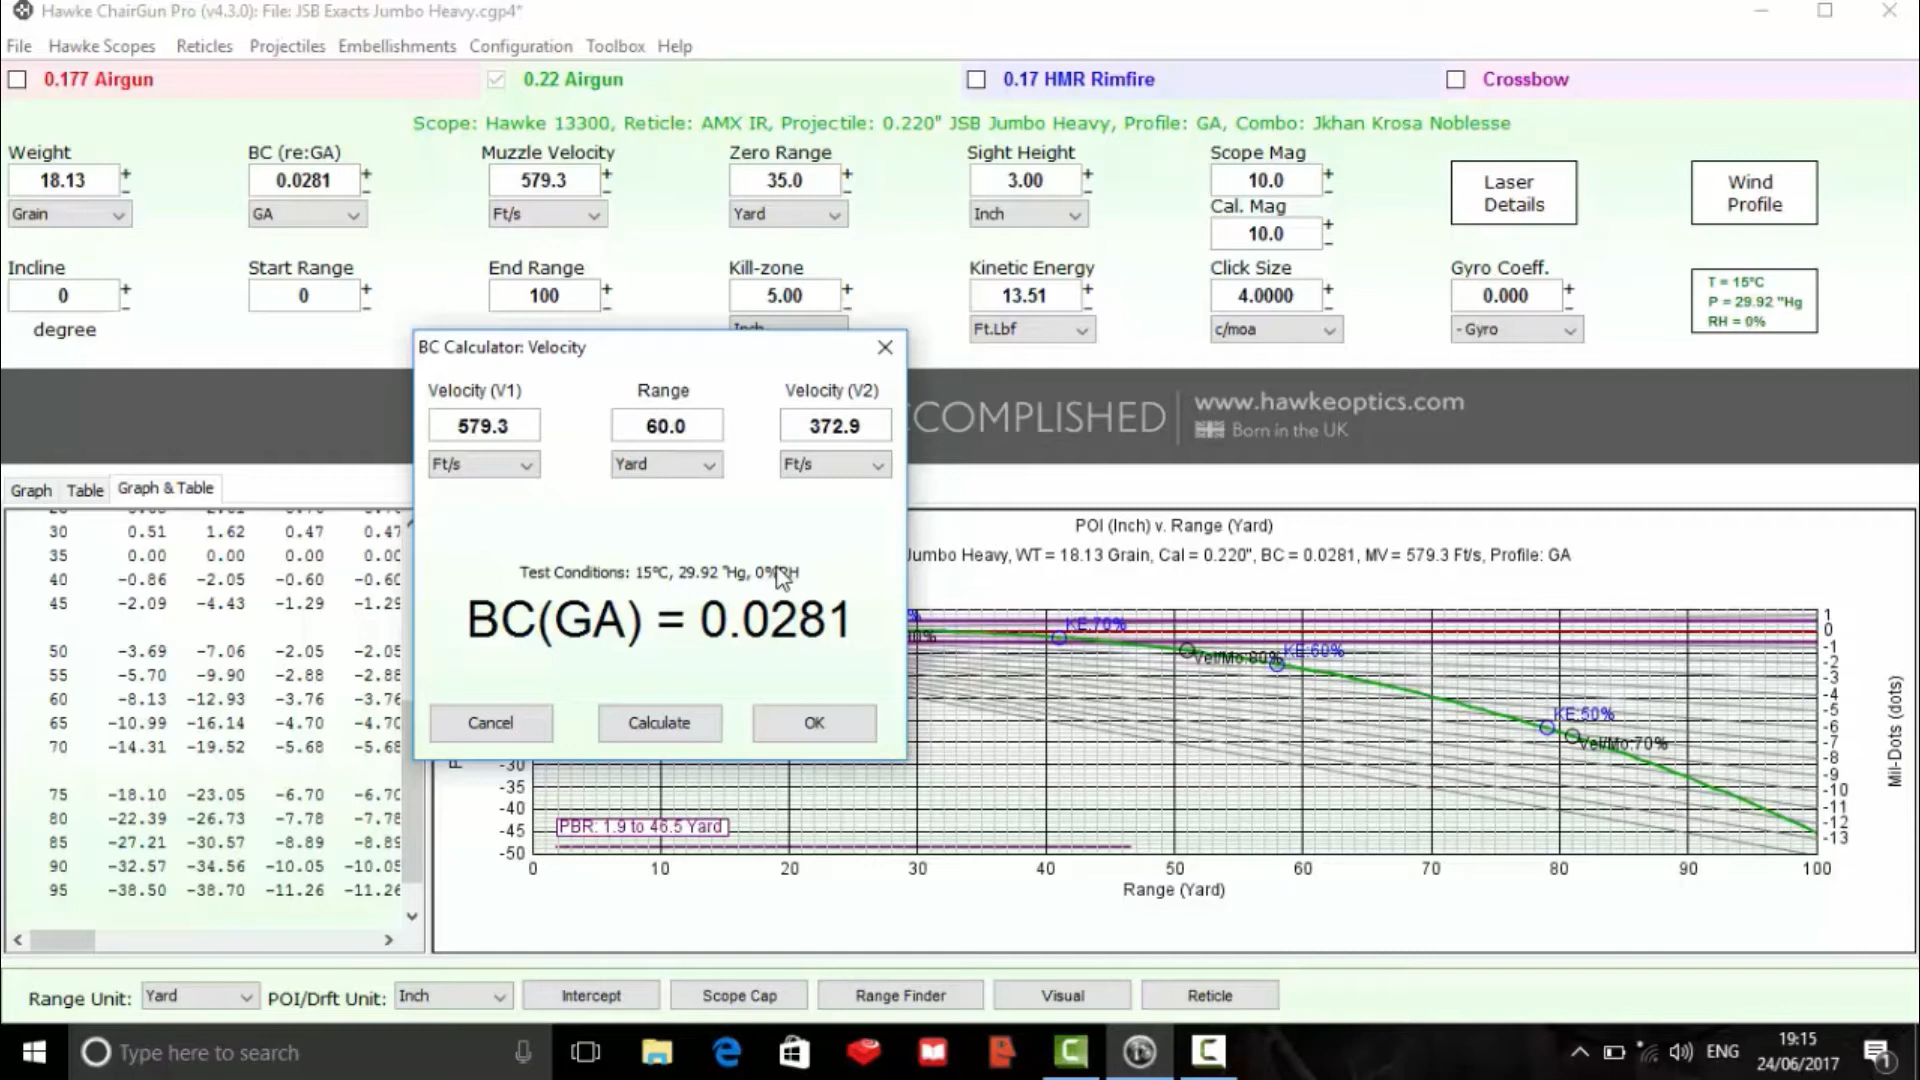 Hawke ChairGun Pro (v4.3.0): File: JSB Exacts Jumbo Heavy.cgp4*
File Hawke Scopes Reticles Projectiles Embellishments Configuration Toolbox Help
0.177 Airgun 0.22 Airgun 0.17 HMR Rimfire Crossbow
Scope: Hawke 13300, Reticle: AMX IR, Projectile: 0.220" JSB Jumbo Heavy, Profile: GA, Combo: Jkhan Krosa Noblesse
Weight BC (re:GA) Muzzle Velocity Zero Range Sight Height Scope Mag
18.13 0.0281 579.3 35.0 3.00 10.0
Laser Details
Wind Profile
Grain GA Ft/s Yard Inch
Cal. Mag
10.0
Incline Start Range End Range Kill-zone Kinetic Energy Click Size Gyro Coeff.
0 0 100 5.00 13.51 4.0000 0.000
degree Inch Ft.Lbf c/moa - Gyro
T = 15°C
P = 29.92 "Hg
RH = 0%
BC Calculator: Velocity
Velocity (V1) Range Velocity (V2)
579.3 60.0 372.9
Ft/s Yard Ft/s
Test Conditions: 15°C, 29.92 "Hg, 0%RH
BC(GA) = 0.0281
Cancel Calculate OK
CCOMPLISHED
www.hawkeoptics.com
Born in the UK
Graph Table Graph & Table
30 0.51 1.62 0.47 0.47
35 0.00 0.00 0.00 0.00
40 -0.86 -2.05 -0.60 -0.60
45 -2.09 -4.43 -1.29 -1.29
50 -3.69 -7.06 -2.05 -2.05
55 -5.70 -9.90 -2.88 -2.88
60 -8.13 -12.93 -3.76 -3.76
65 -10.99 -16.14 -4.70 -4.70
70 -14.31 -19.52 -5.68 -5.68
75 -18.10 -23.05 -6.70 -6.70
80 -22.39 -26.73 -7.78 -7.78
85 -27.21 -30.57 -8.89 -8.89
90 -32.57 -34.56 -10.05 -10.05
95 -38.50 -38.70 -11.26 -11.26
POI (Inch) v. Range (Yard)
Jumbo Heavy, WT = 18.13 Grain, Cal = 0.220", BC = 0.0281, MV = 579.3 Ft/s, Profile: GA
KE:70%
Vel/Mo:80%
KE:60%
KE:50%
Vel/Mo:70%
1
0
-1
-2
-3
-4
-5
-6
-7
-8
-9
-10
-11
-12
-13
Mil-Dots (dots)
-30
-35
-40
-45
-50
PBR: 1.9 to 46.5 Yard
0 10 20 30 40 50 60 70 80 90 100
Range (Yard)
Range Unit: Yard POI/Drft Unit: Inch Intercept Scope Cap Range Finder Visual Reticle
Type here to search
ENG
19:15
24/06/2017
1